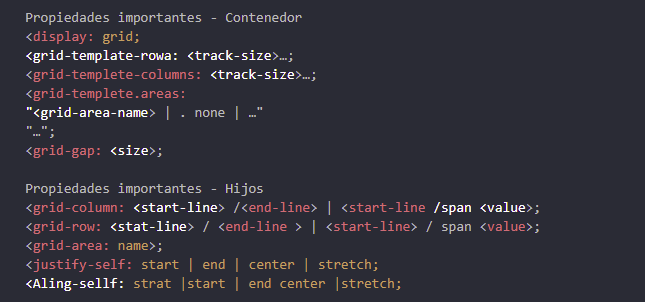 Propiedades importantes - Contenedor
<display: grid;
<grid-template-rowa: <track-size>…;
<grid-templete-columns: <track-size>…;
<grid-templete.areas:
"<grid-area-name> | . none | …"
"…";
<grid-gap: <size>;
Propiedades importantes - Hijos
<grid-column: <start-line> /<end-line> | <start-line /span <value>;
<grid-row: <stat-line> / <end-line > | <start-line> / span <value>;
<grid-area: name>;
<justify-self: start | end | center | stretch;
<Aling-sellf: strat |start | end center |stretch;